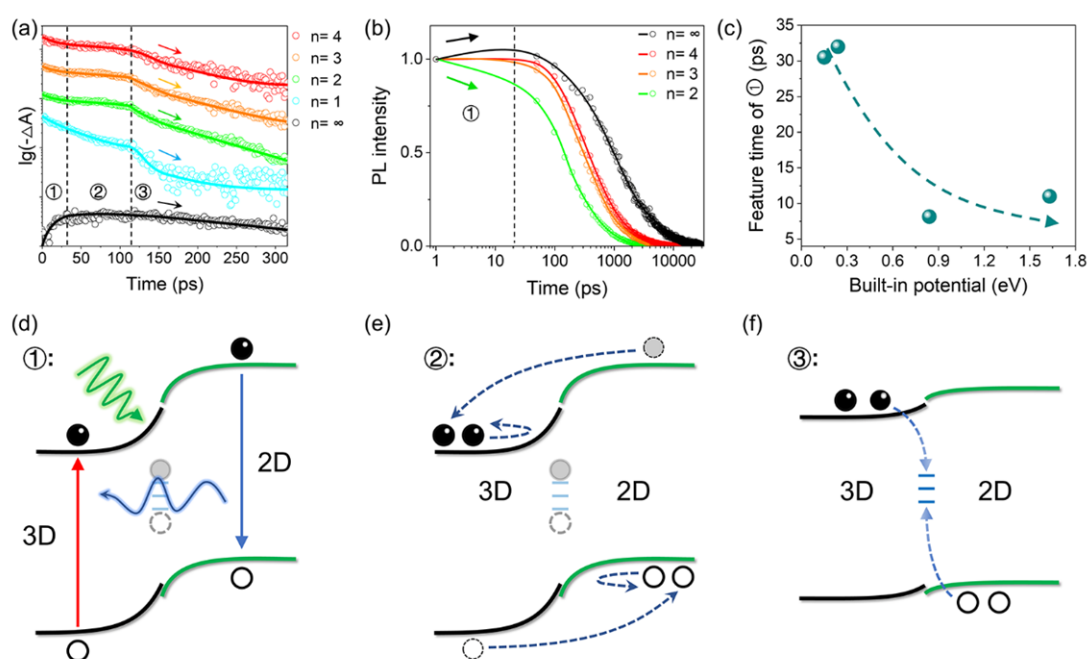 (a)
lg(-△A)
① ② ③
0 50 100 150 200 250 300
Time (ps)
n= 4
n= 3
n= 2
n= 1
n= ∞
(b)
PL intensity
1.0
0.5
0.0
①
1 10 100 1000 10000
Time (ps)
n= ∞
n= 4
n= 3
n= 2
(c)
Feature time of ① (ps)
35
30
25
20
15
10
5
0.0 0.3 0.6 0.9 1.2 1.5 1.8
Built-in potential (eV)
(d)
①:
3D
2D
(e)
②:
3D 2D
(f)
③:
3D 2D